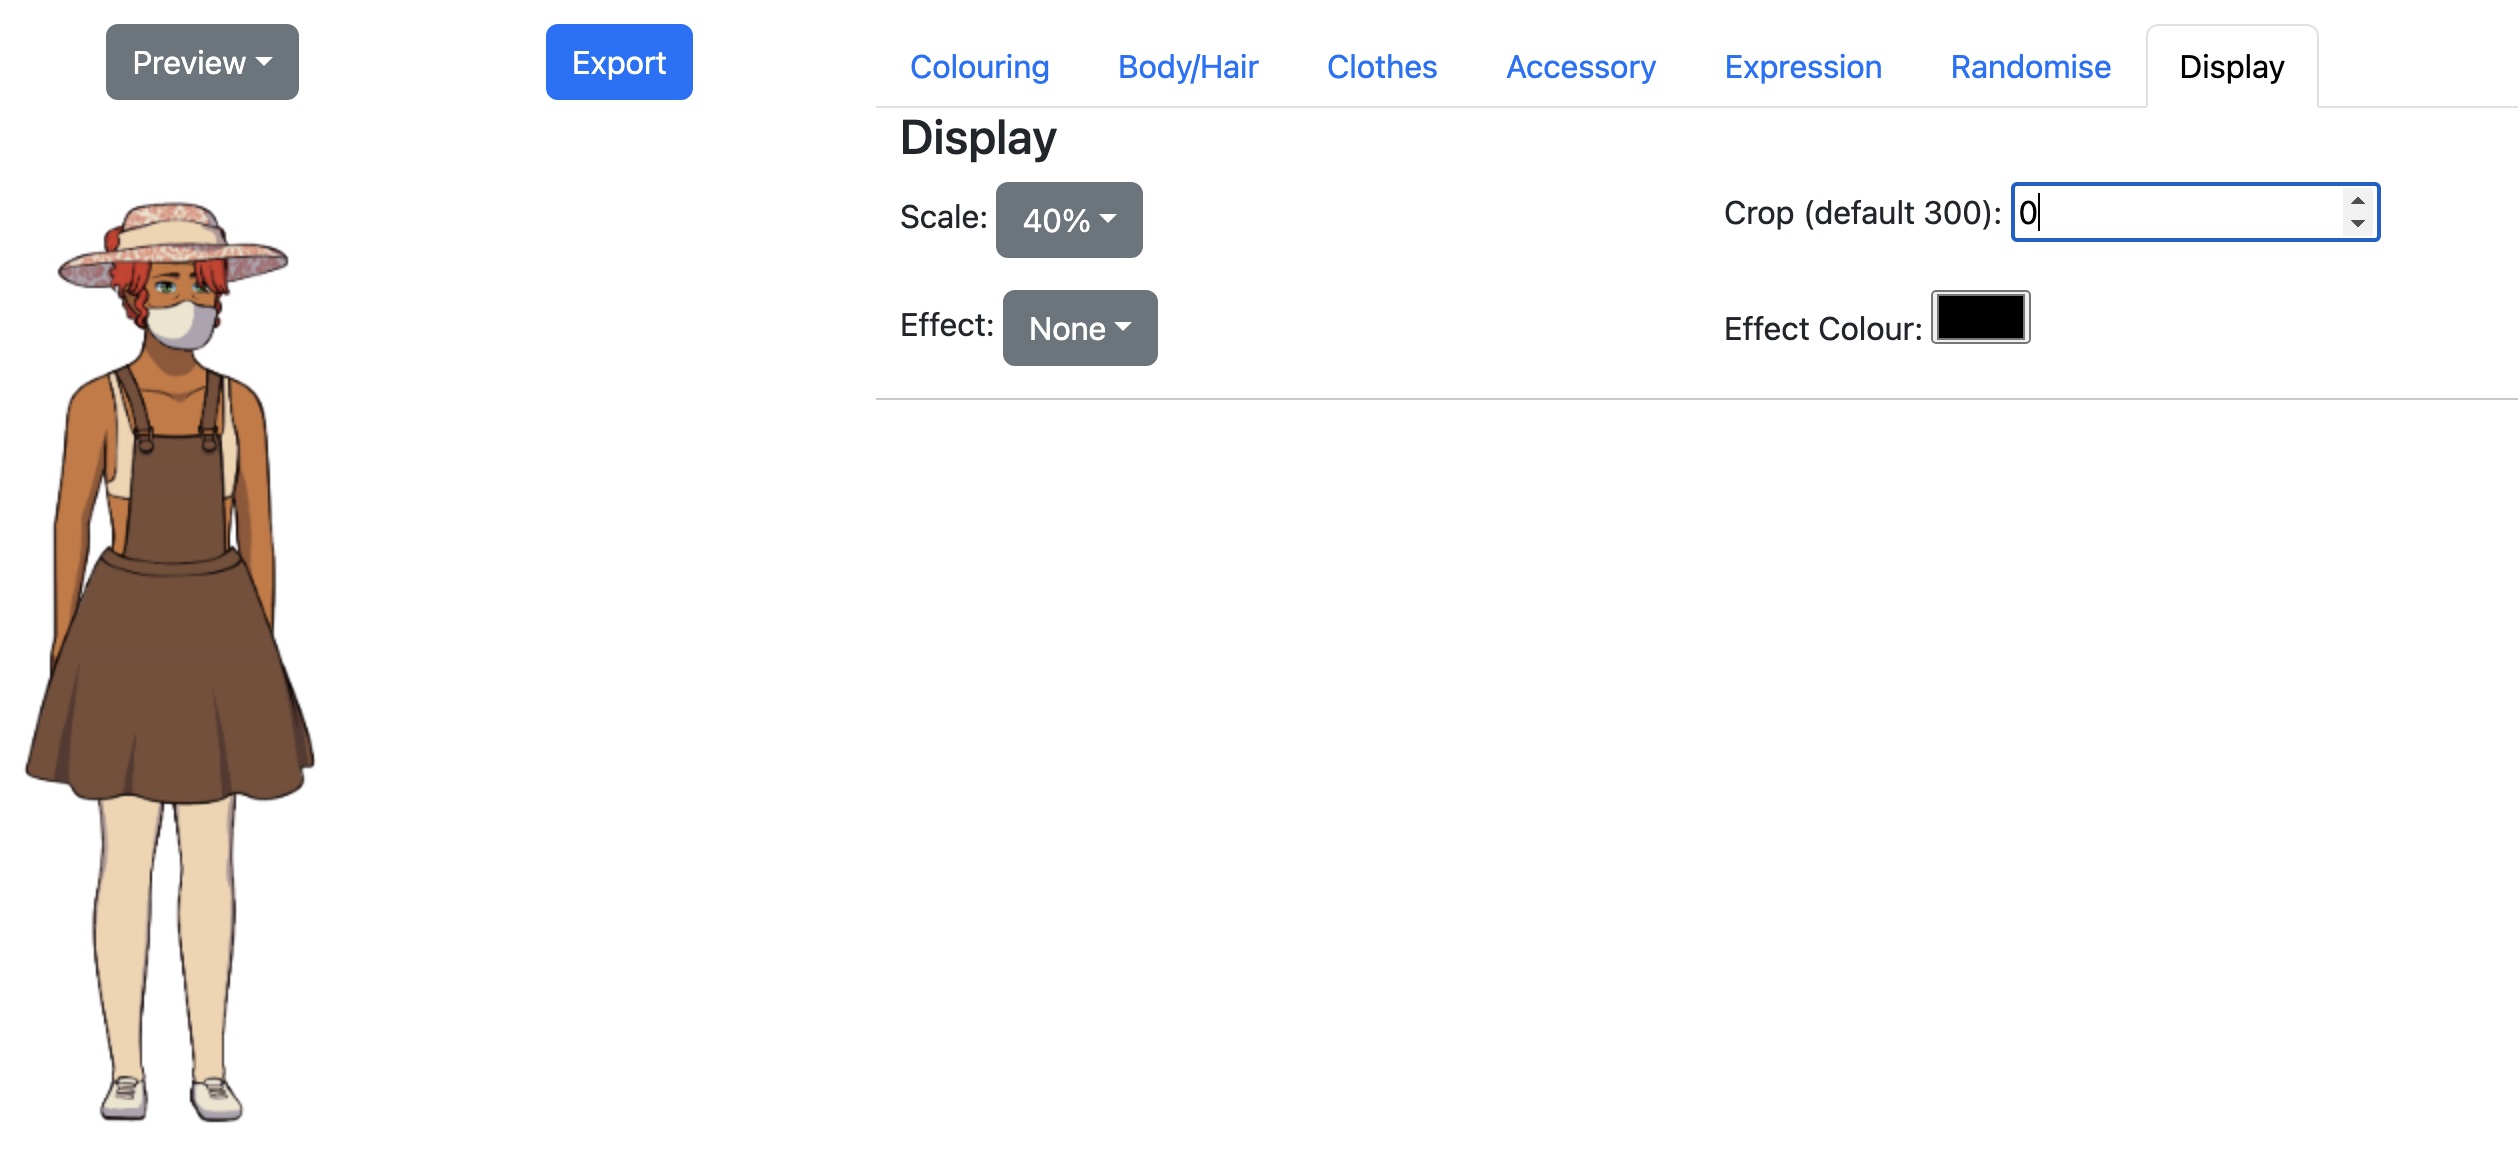 Preview
Export
Colouring
Body/Hair
Clothes
Accessory
Expression
Randomise
Display
Display
Scale: 40%
Crop (default 300): 0
Effect: None
Effect Colour: